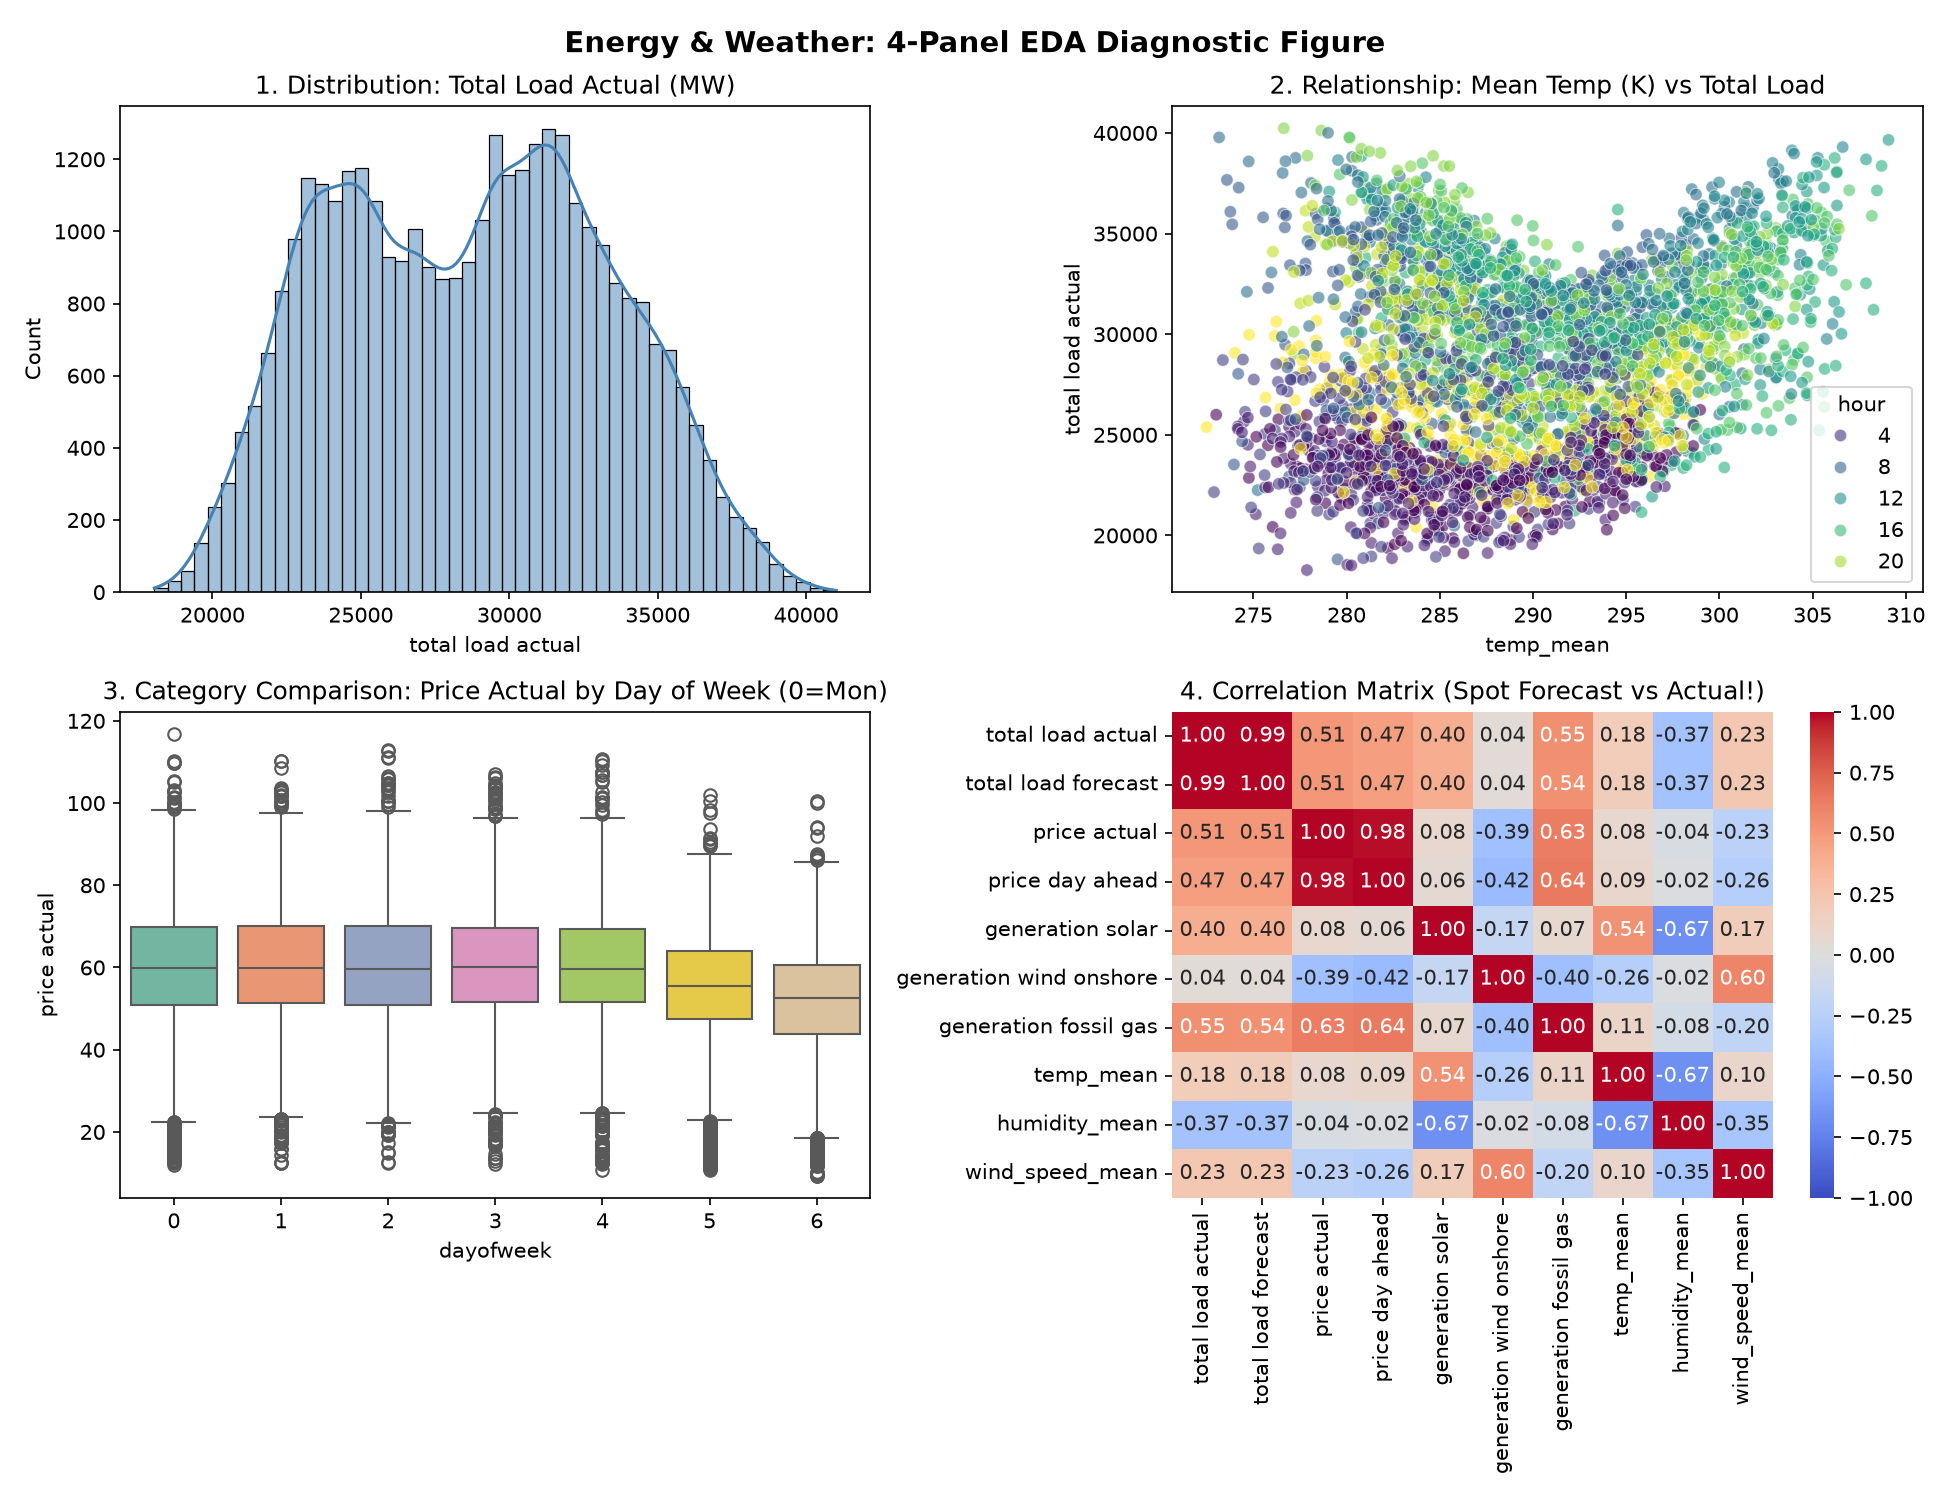 Energy & Weather: 4-Panel EDA Diagnostic Figure
1. Distribution: Total Load Actual (MW)
Count
1200
1000
800
600
400
200
0
20000 25000 30000 35000 40000
total load actual
2. Relationship: Mean Temp (K) vs Total Load
total load actual
40000
35000
30000
25000
20000
hour
4
8
12
16
20
275 280 285 290 295 300 305 310
temp_mean
3. Category Comparison: Price Actual by Day of Week (0=Mon)
price actual
120
100
80
60
40
20
0 1 2 3 4 5 6
dayofweek
4. Correlation Matrix (Spot Forecast vs Actual!)
total load actual 1.00 0.99 0.51 0.47 0.40 0.04 0.55 0.18 -0.37 0.23
total load forecast 0.99 1.00 0.51 0.47 0.40 0.04 0.54 0.18 -0.37 0.23
price actual 0.51 0.51 1.00 0.98 0.08 -0.39 0.63 0.08 -0.04 -0.23
price day ahead 0.47 0.47 0.98 1.00 0.06 -0.42 0.64 0.09 -0.02 -0.26
generation solar 0.40 0.40 0.08 0.06 1.00 -0.17 0.07 0.54 -0.67 0.17
generation wind onshore 0.04 0.04 -0.39 -0.42 -0.17 1.00 -0.40 -0.26 -0.02 0.60
generation fossil gas 0.55 0.54 0.63 0.64 0.07 -0.40 1.00 0.11 -0.08 -0.20
temp_mean 0.18 0.18 0.08 0.09 0.54 -0.26 0.11 1.00 -0.67 0.10
humidity_mean -0.37 -0.37 -0.04 -0.02 -0.67 -0.02 -0.08 -0.67 1.00 -0.35
wind_speed_mean 0.23 0.23 -0.23 -0.26 0.17 0.60 -0.20 0.10 -0.35 1.00
total load actual
total load forecast
price actual
price day ahead
generation solar
generation wind onshore
generation fossil gas
temp_mean
humidity_mean
wind_speed_mean
1.00
0.75
0.50
0.25
0.00
−0.25
−0.50
−0.75
−1.00